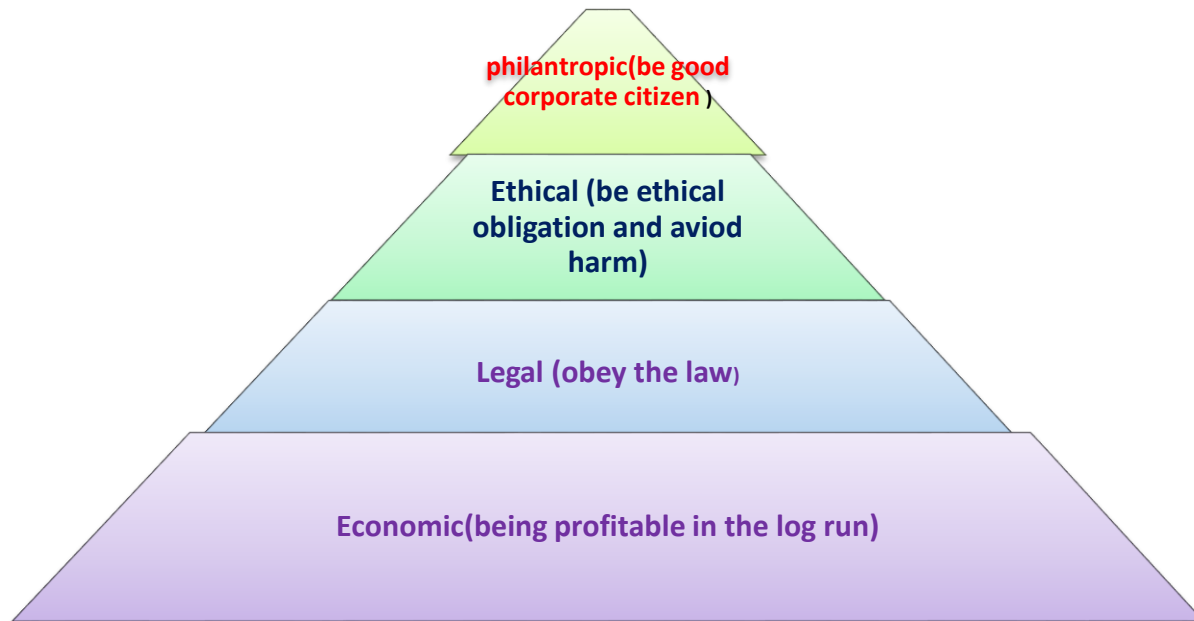 philantropic(be good
corporate citizen )
Ethical (be ethical
obligation and aviod
harm)
Legal (obey the law)
Economic(being profitable in the log run)